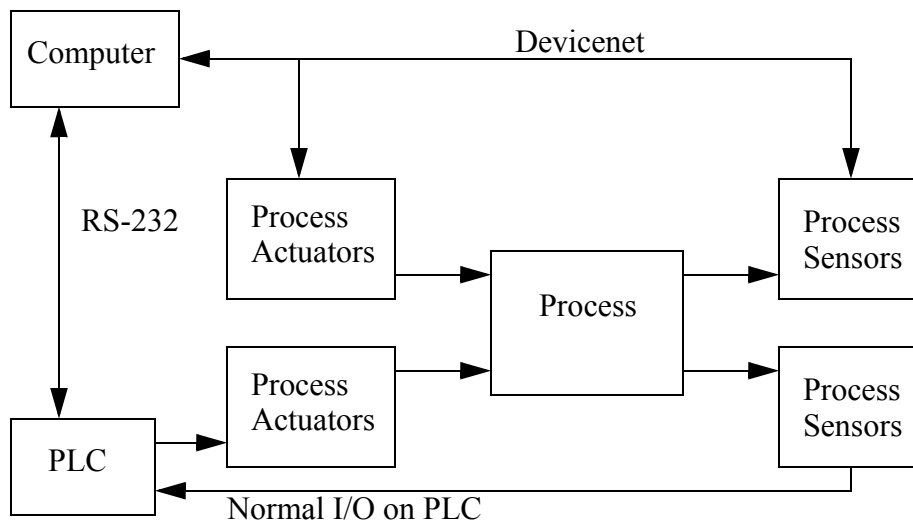 Computer
Devicenet
RS-232
Process
Actuators
Process
Sensors
Process
Process
Actuators
Process
Sensors
PLC
Normal I/O on PLC